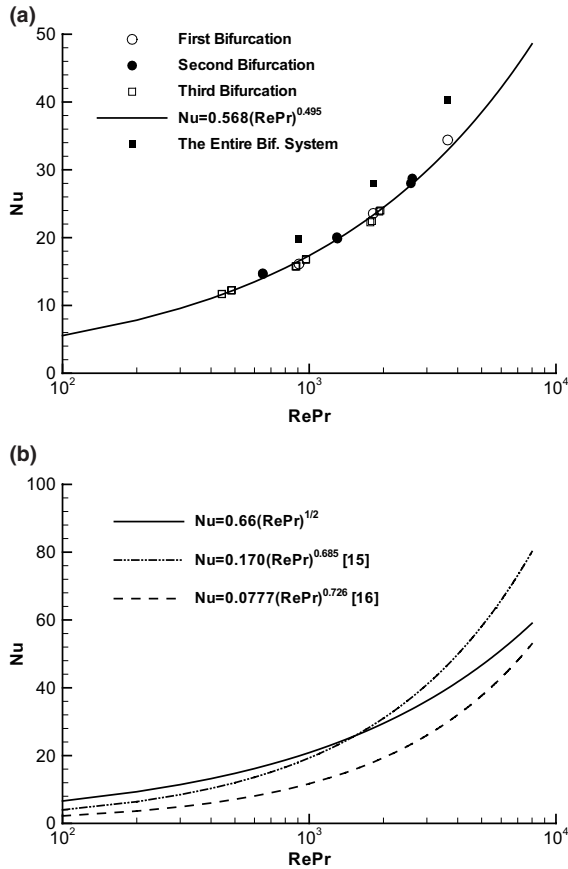 (a)
50
40
30
20
10
0
Nu
First Bifurcation
Second Bifurcation
Third Bifurcation
Nu=0.568(RePr)^0.495
The Entire Bif. System
10^2
10^3
10^4
RePr
(b)
100
80
60
40
20
0
Nu
Nu=0.66(RePr)^1/2
Nu=0.170(RePr)^0.685 [15]
Nu=0.0777(RePr)^0.726 [16]
10^2
10^3
10^4
RePr